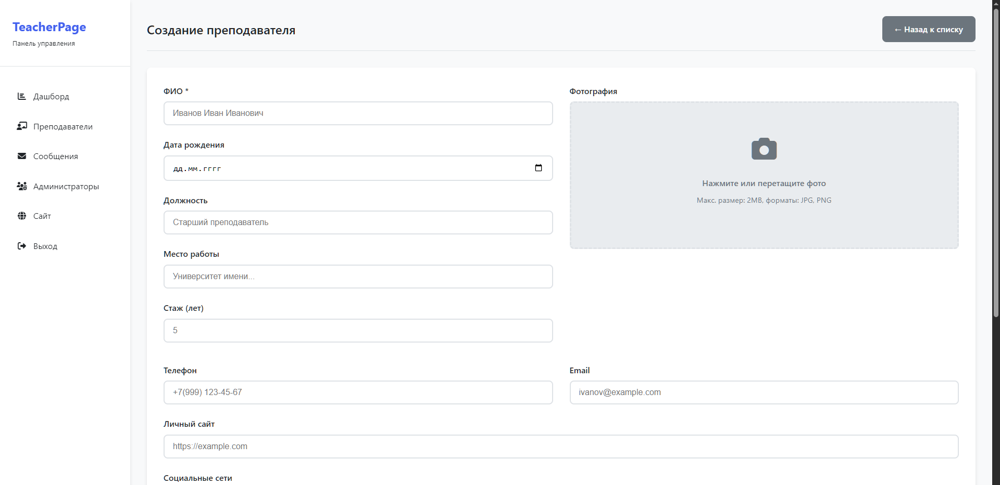 TeacherPage
Панель управления
Дашборд
Преподаватели
Сообщения
Администраторы
Сайт
Выход
Создание преподавателя
← Назад к списку
ФИО *
Иванов Иван Иванович
Дата рождения
дд.мм.гггг
Должность
Старший преподаватель
Место работы
Университет имени...
Стаж (лет)
5
Фотография
Нажмите или перетащите фото
Макс. размер: 2MB, форматы: JPG, PNG
Телефон
+7(999) 123-45-67
Email
ivanov@example.com
Личный сайт
https://example.com
Социальные сети